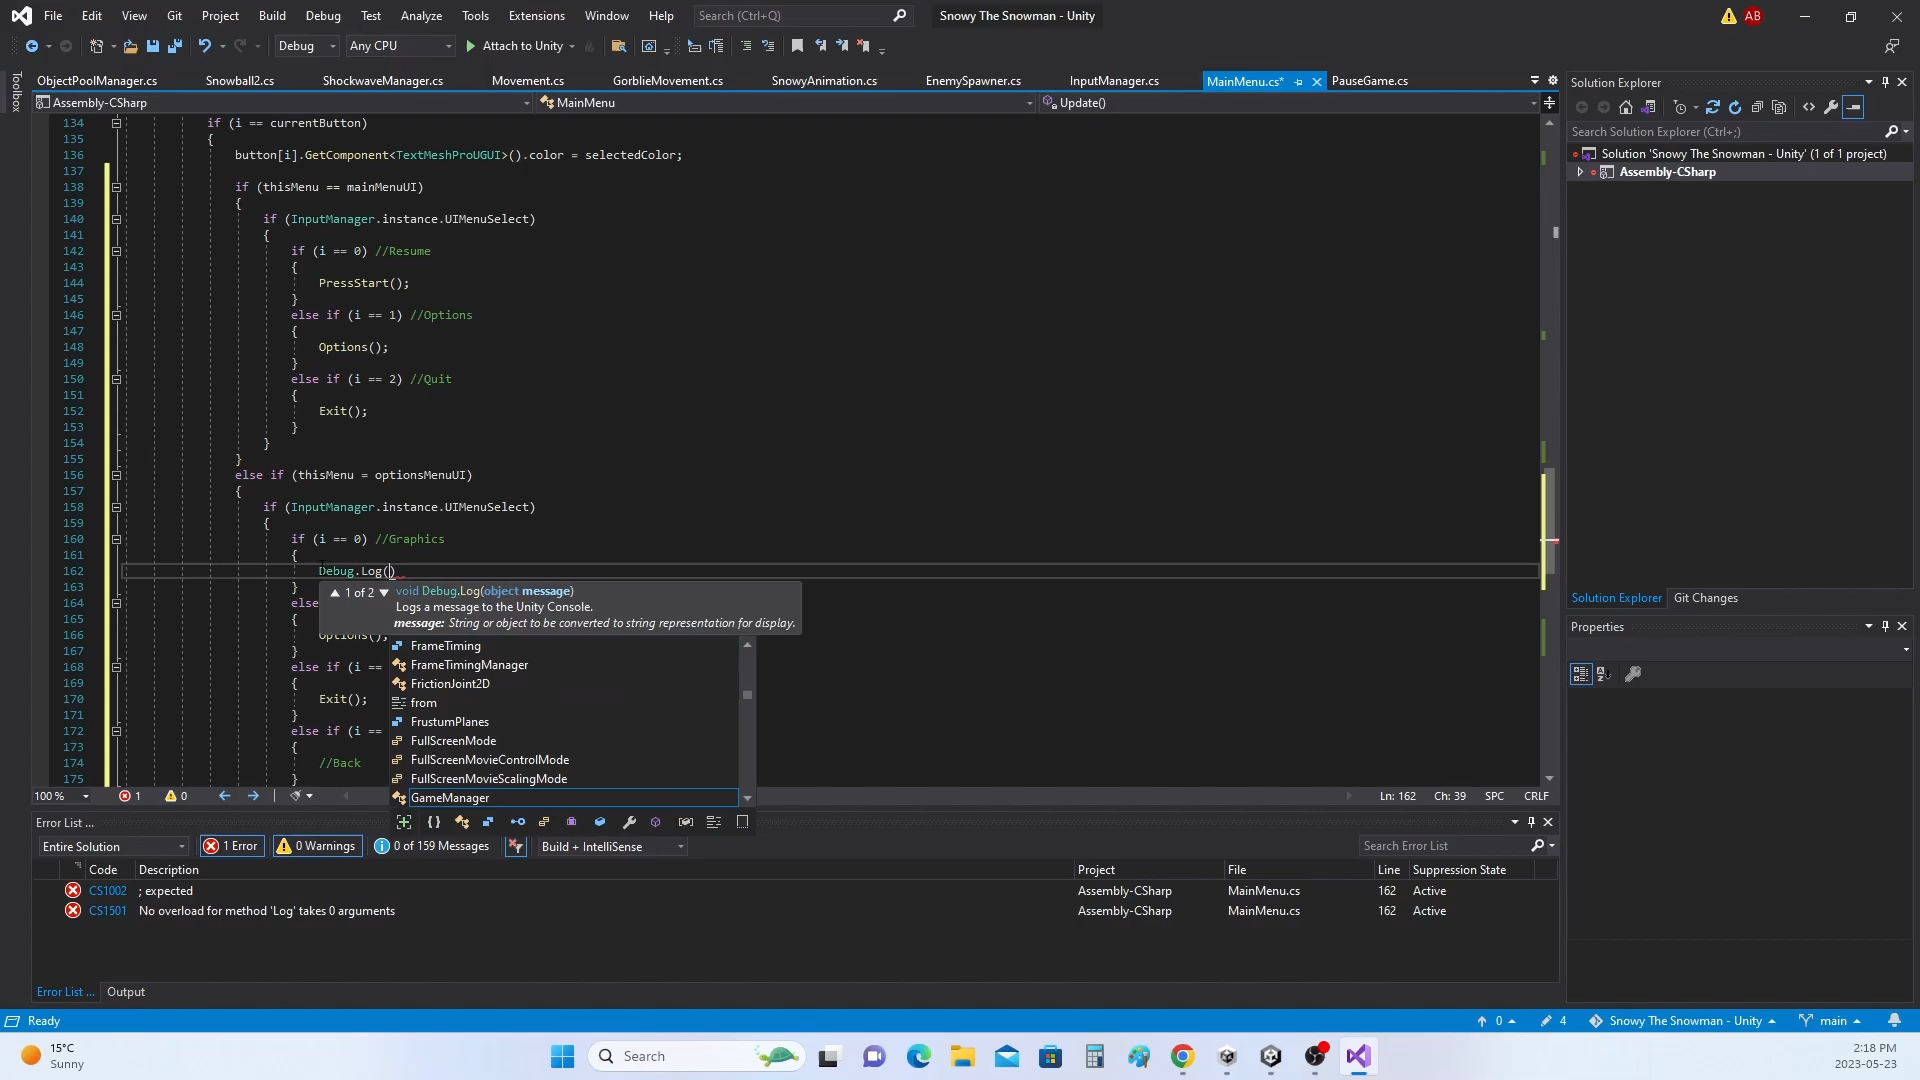 File Edit View Git Project Build Debug Test Analyze Tools Extensions Window Help Search (Ctrl+Q) Snowy The Snowman - Unity AB
Debug Any CPU Attach to Unity
Toolbox
ObjectPoolManager.cs Snowball2.cs ShockwaveManager.cs Movement.cs GorblieMovement.cs SnowyAnimation.cs EnemySpawner.cs InputManager.cs MainMenu.cs* PauseGame.cs
Assembly-CSharp MainMenu Update()
134 if (i == currentButton)
135 {
136 button[i].GetComponent<TextMeshProUGUI>().color = selectedColor;
137
138 if (thisMenu == mainMenuUI)
139 {
140 if (InputManager.instance.UIMenuSelect)
141 {
142 if (i == 0) //Resume
143 {
144 PressStart();
145 }
146 else if (i == 1) //Options
147 {
148 Options();
149 }
150 else if (i == 2) //Quit
151 {
152 Exit();
153 }
154 }
155 }
156 else if (thisMenu = optionsMenuUI)
157 {
158 if (InputManager.instance.UIMenuSelect)
159 {
160 if (i == 0) //Graphics
161 {
162 Debug.Log()
163 }
164 else
165 {
166 Options();
167 }
168 else if (i ==
169 {
170 Exit();
171 }
172 else if (i ==
173 {
174 //Back
175 }
1 of 2 void Debug.Log(object message)
Logs a message to the Unity Console.
message: String or object to be converted to string representation for display.
FrameTiming
FrameTimingManager
FrictionJoint2D
from
FrustumPlanes
FullScreenMode
FullScreenMovieControlMode
FullScreenMovieScalingMode
GameManager
100 % 1 0 Ln: 162 Ch: 39 SPC CRLF
Error List ...
Entire Solution 1 Error 0 Warnings 0 of 159 Messages Build + IntelliSense Search Error List
Code Description Project File Line Suppression State
CS1002 ; expected Assembly-CSharp MainMenu.cs 162 Active
CS1501 No overload for method 'Log' takes 0 arguments Assembly-CSharp MainMenu.cs 162 Active
Error List ... Output
Solution Explorer
Search Solution Explorer (Ctrl+;)
Solution 'Snowy The Snowman - Unity' (1 of 1 project)
Assembly-CSharp
Solution Explorer Git Changes
Properties
Ready 0 4 Snowy The Snowman - Unity main
15°C
Sunny
Search
2:18 PM
2023-05-23